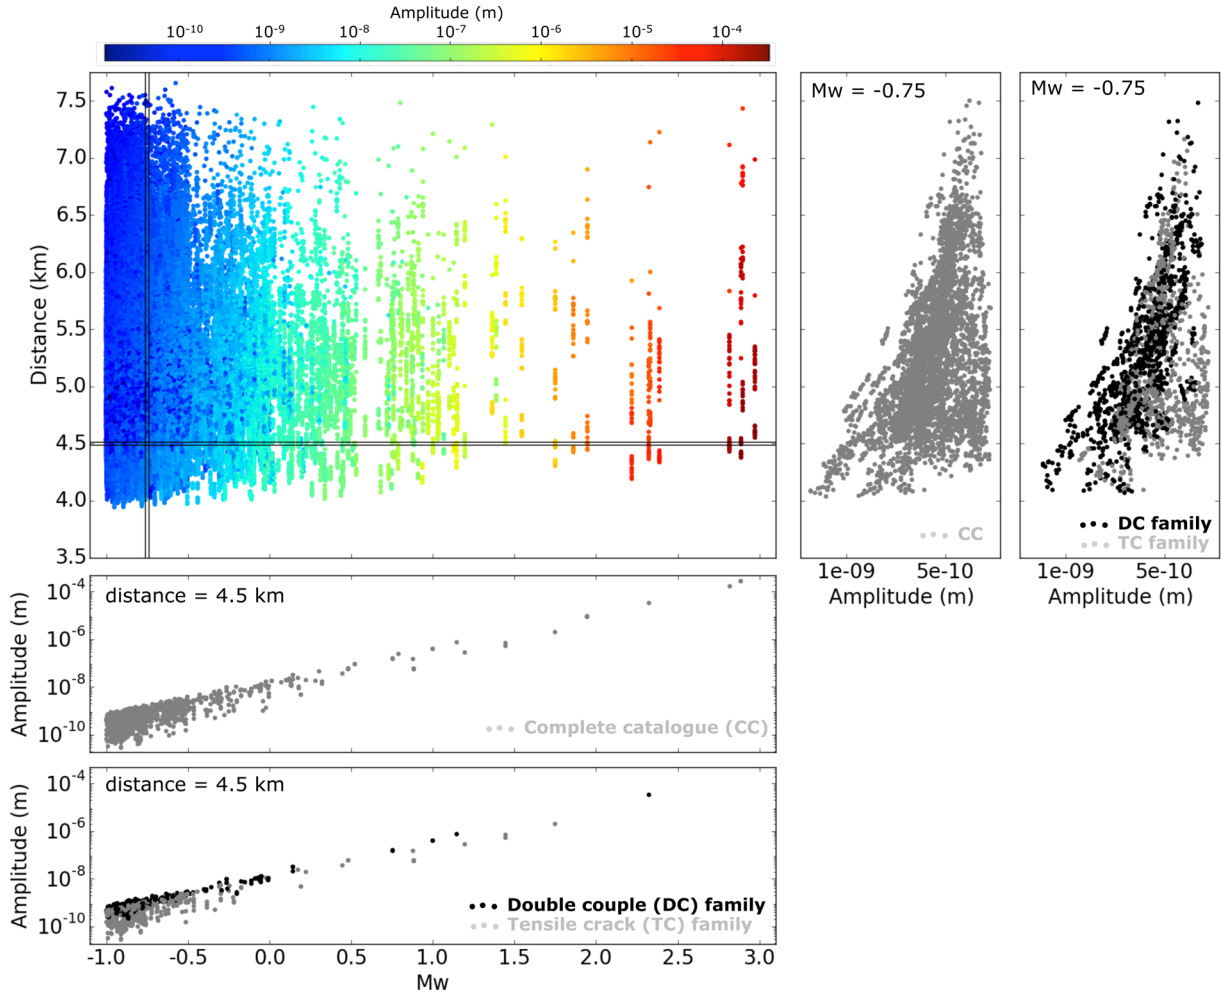 Amplitude (m)
10⁻¹⁰ 10⁻⁹ 10⁻⁸ 10⁻⁷ 10⁻⁶ 10⁻⁵ 10⁻⁴
Distance (km)
7.5
7.0
6.5
6.0
5.5
5.0
4.5
4.0
3.5
Mw = -0.75
CC
1e-09 5e-10
Amplitude (m)
Mw = -0.75
DC family
TC family
1e-09 5e-10
Amplitude (m)
distance = 4.5 km
Amplitude (m)
10⁻⁴
10⁻⁶
10⁻⁸
10⁻¹⁰
Complete catalogue (CC)
distance = 4.5 km
Amplitude (m)
10⁻⁴
10⁻⁶
10⁻⁸
10⁻¹⁰
Double couple (DC) family
Tensile crack (TC) family
-1.0 -0.5 0.0 0.5 1.0 1.5 2.0 2.5 3.0
Mw